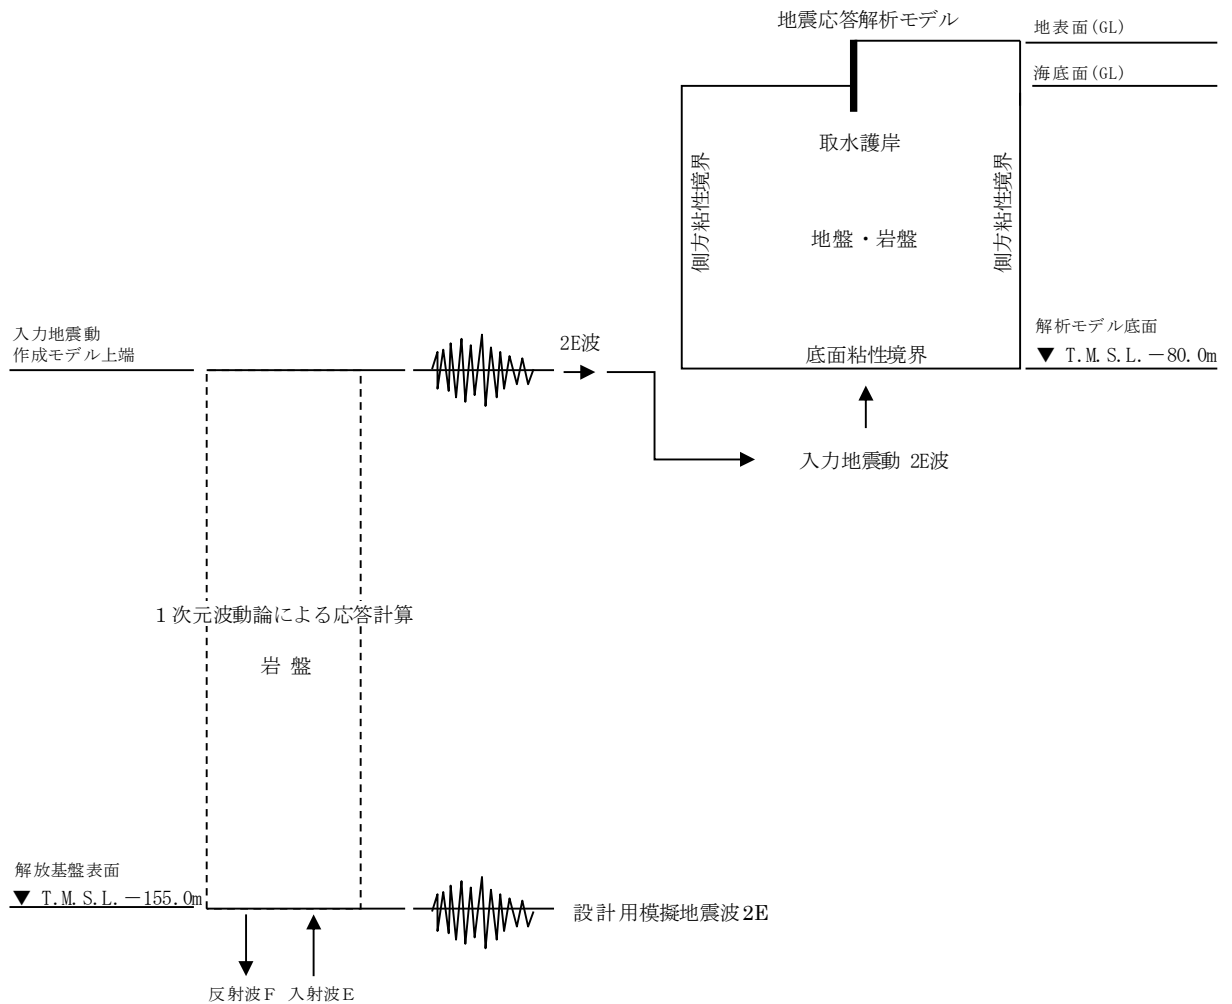 地震応答解析モデル
地表面(GL)
海底面(GL)
取水護岸
側方粘性境界
側方粘性境界
地盤・岩盤
入力地震動
作成モデル上端
2E波
底面粘性境界
解析モデル底面
▼ T.M.S.L.－80.0m
入力地震動 2E波
1次元波動論による応答計算
岩 盤
解放基盤表面
▼ T.M.S.L.－155.0m
設計用模擬地震波2E
反射波F 入射波E